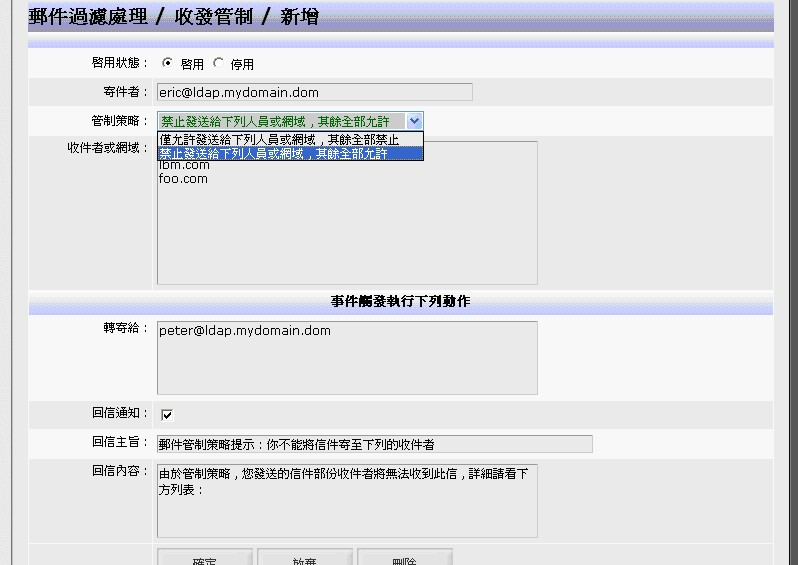 郵件過濾處理 / 收發管制 / 新增
啓用狀態： 啓用 停用
寄件者： eric@ldap.mydomain.dom
管制策略： 禁止發送給下列人員或網域，其餘全部允許
僅允許發送給下列人員或網域，其餘全部禁止
收件者或網域： 禁止發送給下列人員或網域，其餘全部允許
ibm.com
foo.com
事件觸發執行下列動作
轉寄給： peter@ldap.mydomain.dom
回信通知：
回信主旨： 郵件管制策略提示：你不能將信件寄至下列的收件者
回信內容： 由於管制策略，您發送的信件部份收件者將無法收到此信，詳細請看下
方列表：
確定 放棄 刪除